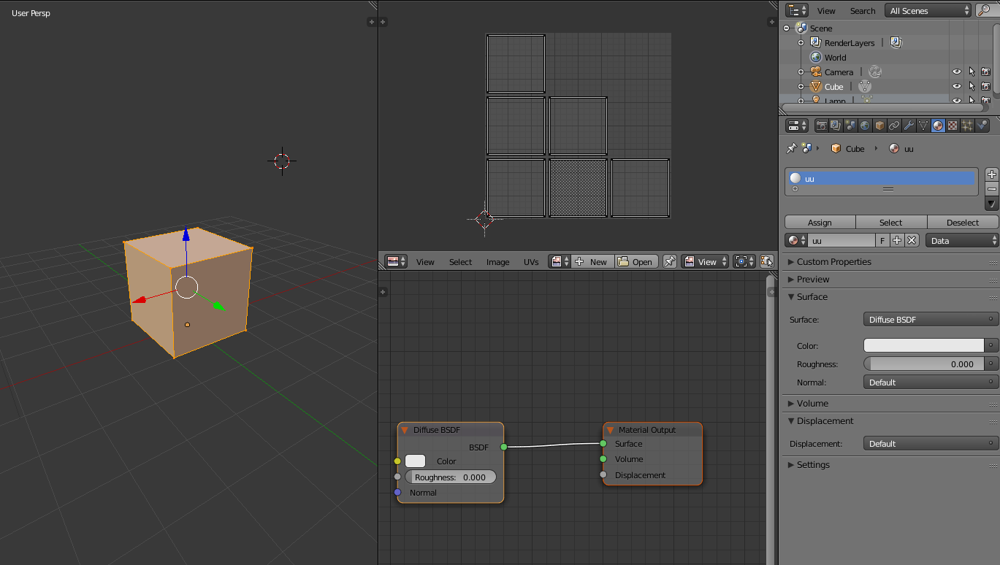 User Persp
View Search All Scenes
Scene
RenderLayers
World
Camera
Cube
Lamp
Cube uu
uu
Assign Select Deselect
uu F Data
Custom Properties
Preview
Surface
Surface: Diffuse BSDF
Color:
Roughness: 0.000
Normal: Default
Volume
Displacement
Displacement: Default
Settings
View Select Image UVs New Open View
Diffuse BSDF
BSDF
Color
Roughness: 0.000
Normal
Material Output
Surface
Volume
Displacement